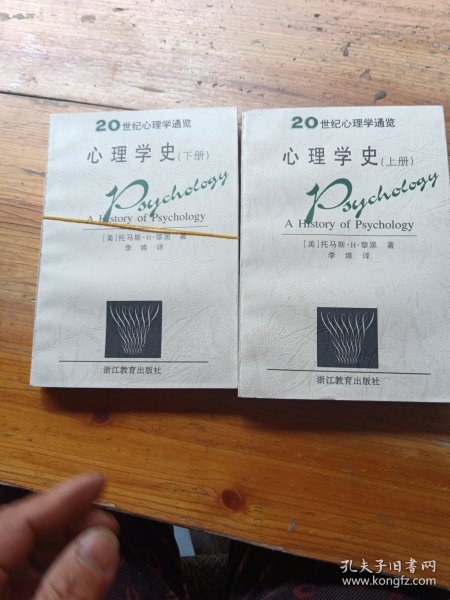 20世纪心理学通览
心理学史(下册)
Psychology
A History of Psychology
[美]托马斯·H·黎黑 著
李维 译
浙江教育出版社
20世纪心理学通览
心理学史(上册)
Psychology
A History of Psychology
[美]托马斯·H·黎黑 著
李维 译
浙江教育出版社
孔夫子旧书网
www.kongfz.com